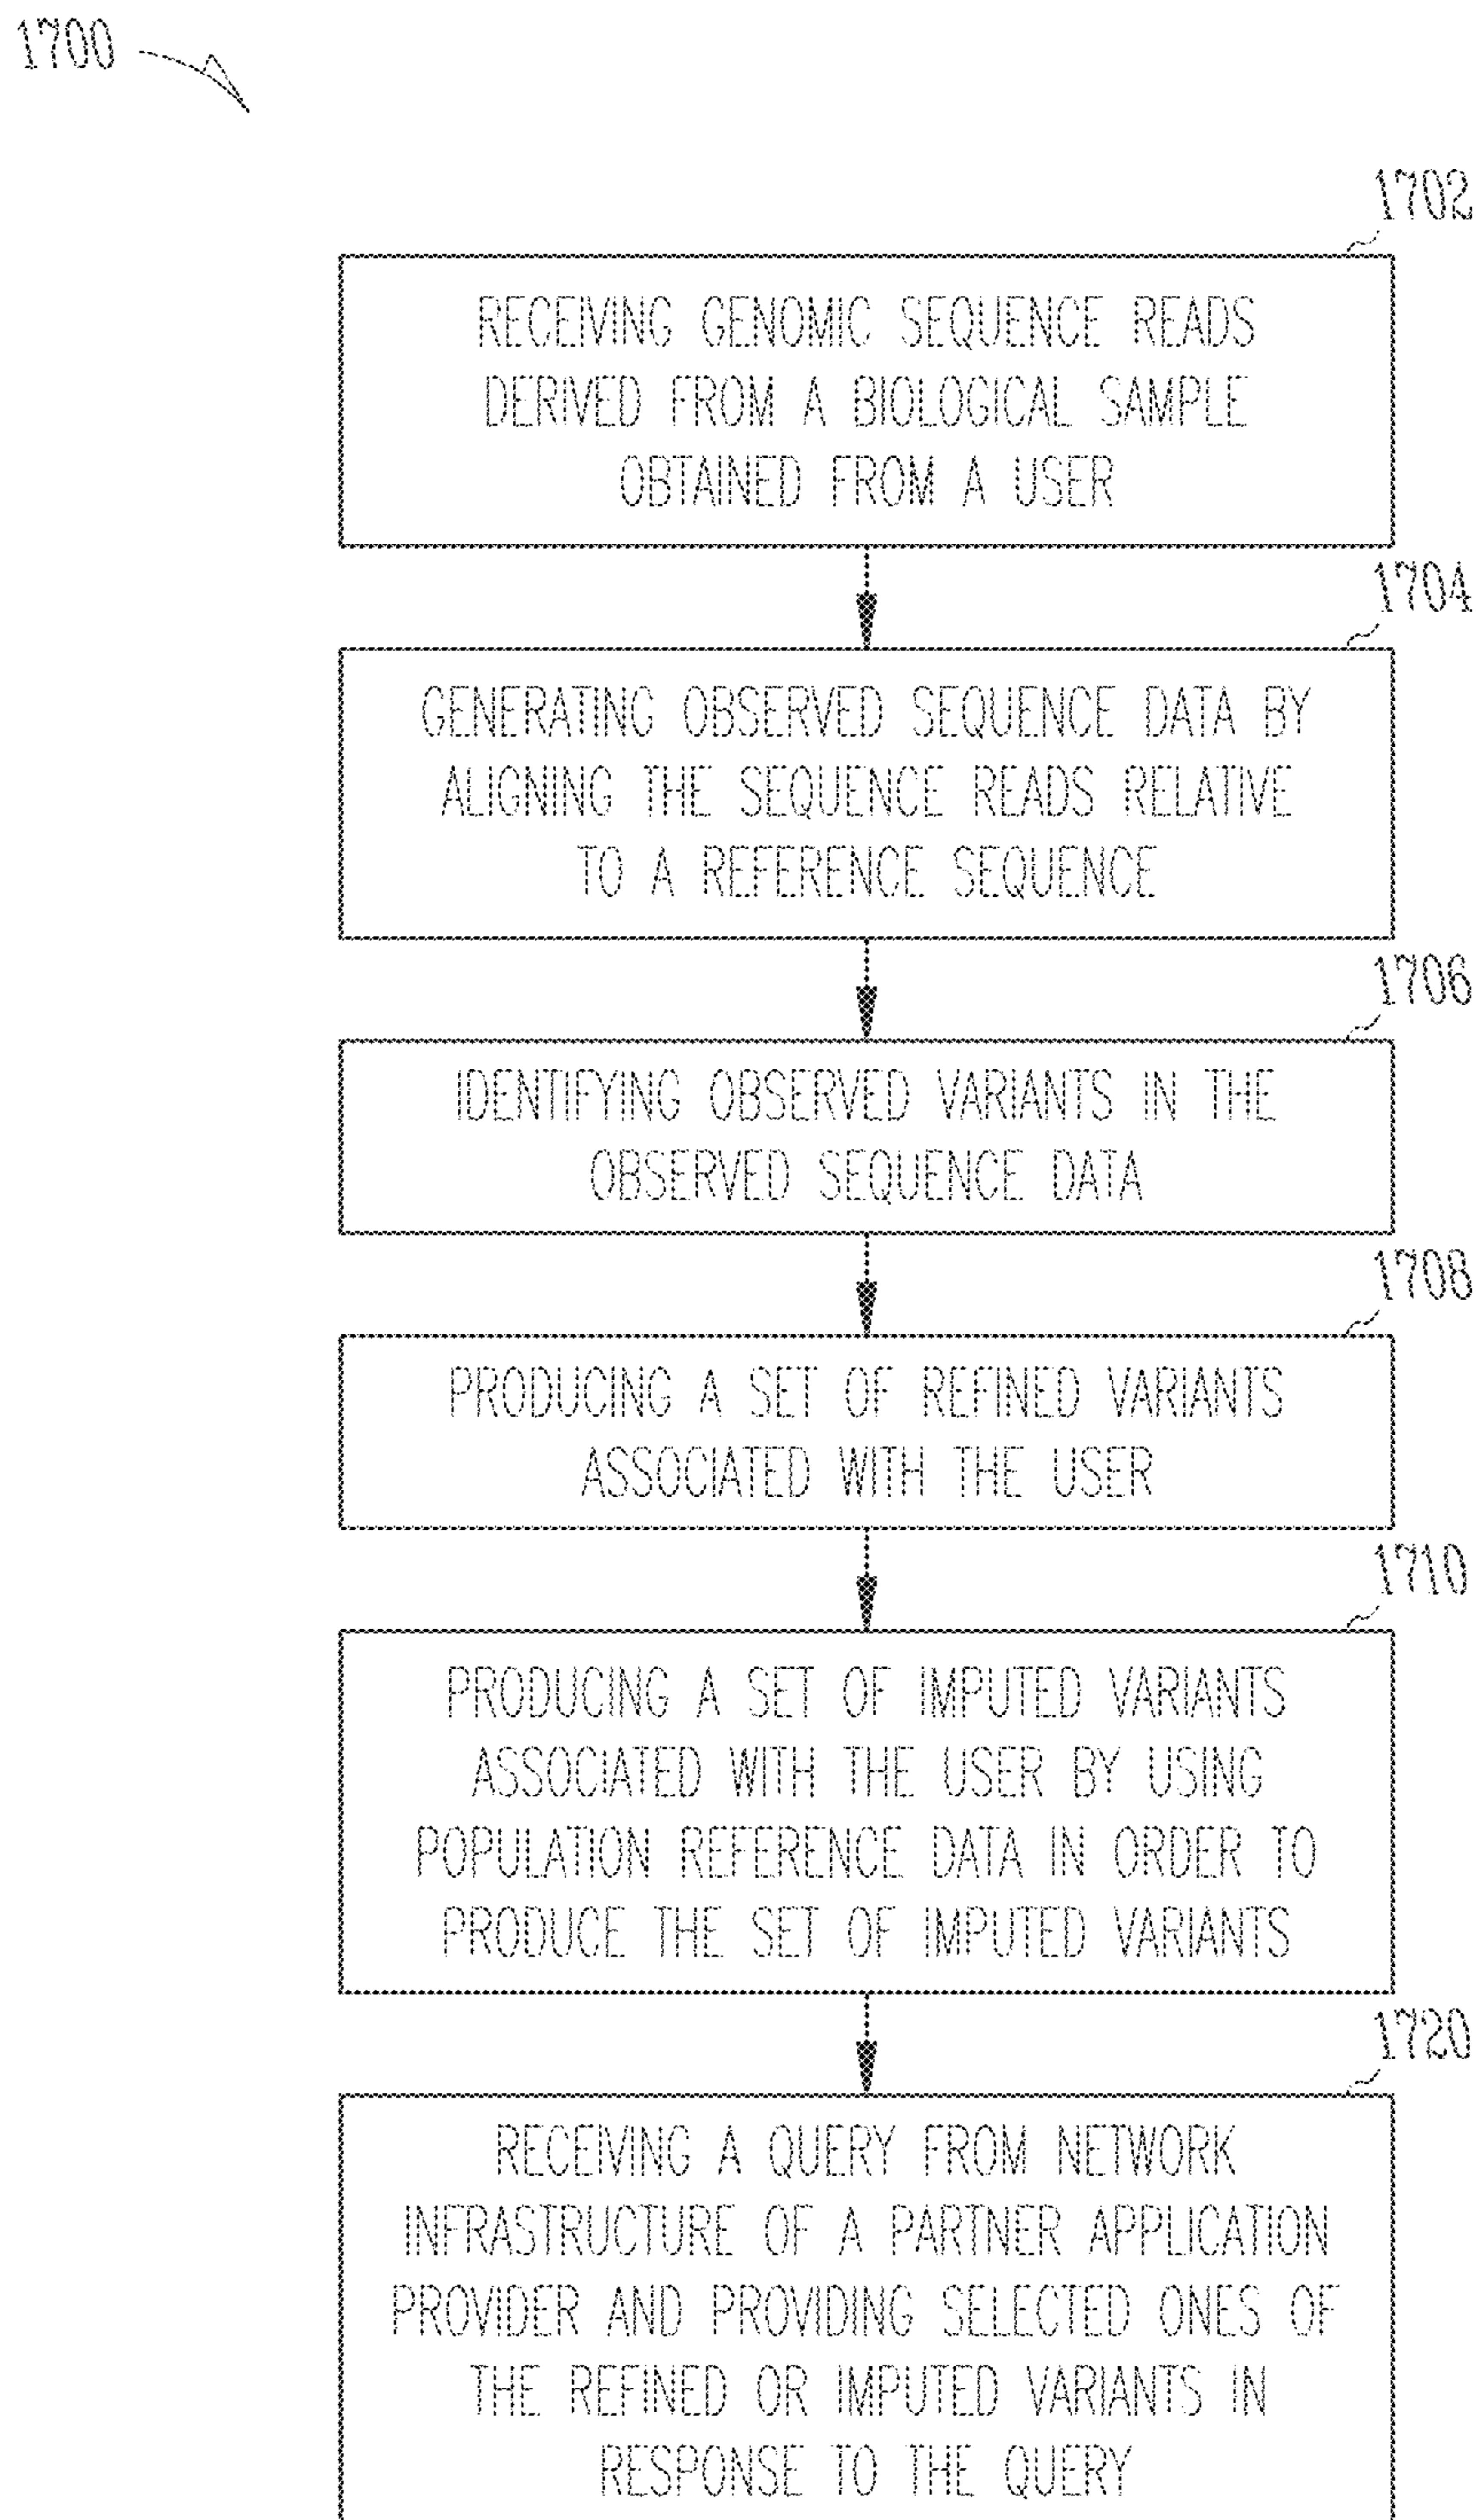 1700
1702
RECEIVING GENOMIC SEQUENCE READS
DERIVED FROM A BIOLOGICAL SAMPLE
OBTAINED FROM A USER
1704
GENERATING OBSERVED SEQUENCE DATA BY
ALIGNING THE SEQUENCE READS RELATIVE
TO A REFERENCE SEQUENCE
1706
IDENTIFYING OBSERVED VARIANTS IN THE
OBSERVED SEQUENCE DATA
1708
PRODUCING A SET OF REFINED VARIANTS
ASSOCIATED WITH THE USER
1710
PRODUCING A SET OF IMPUTED VARIANTS
ASSOCIATED WITH THE USER BY USING
POPULATION REFERENCE DATA IN ORDER TO
PRODUCE THE SET OF IMPUTED VARIANTS
1720
RECEIVING A QUERY FROM NETWORK
INFRASTRUCTURE OF A PARTNER APPLICATION
PROVIDER AND PROVIDING SELECTED ONES OF
THE REFINED OR IMPUTED VARIANTS IN
RESPONSE TO THE QUERY